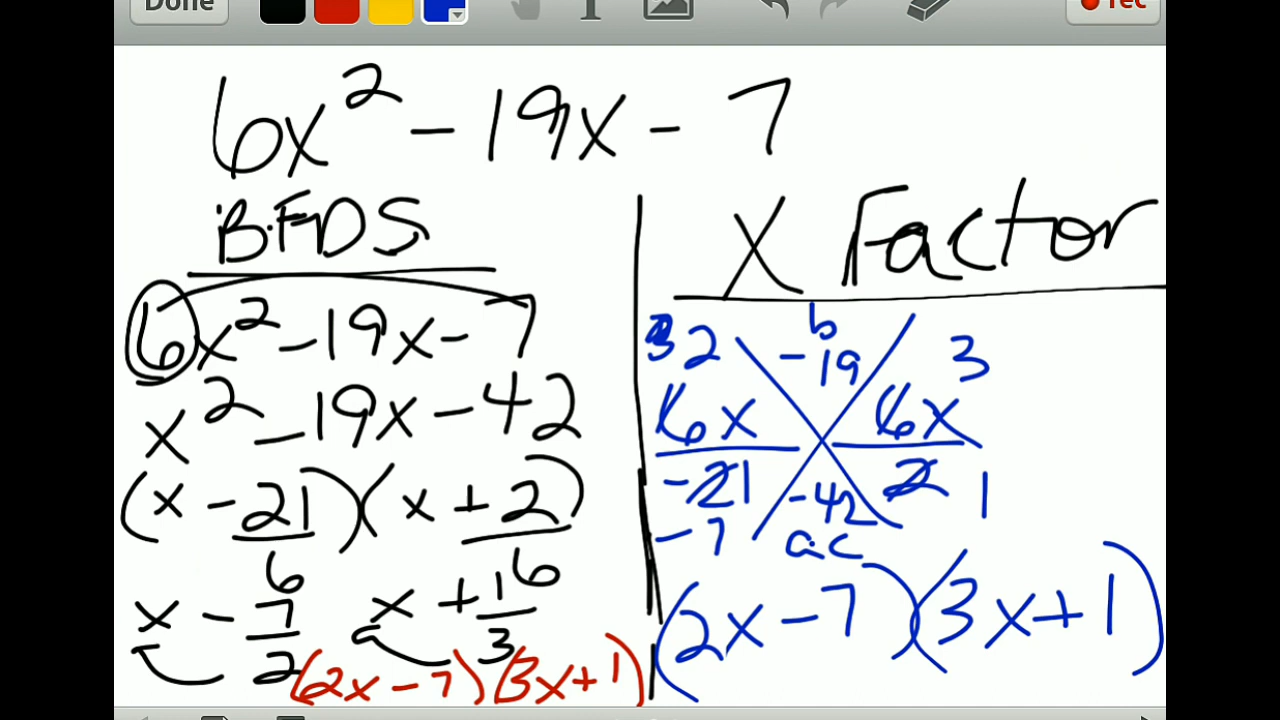 Done
rec
6x² - 19x - 7
BFDS
6x² - 19x - 7
x² - 19x - 42
(x - 21/6)(x + 2/6)
x - 7/2 x + 1/3
(2x - 7)(3x + 1)
X Factor
b
2 -19 3
6x 6x
-21 -42 2 1
-7 ac
(2x - 7)(3x + 1)